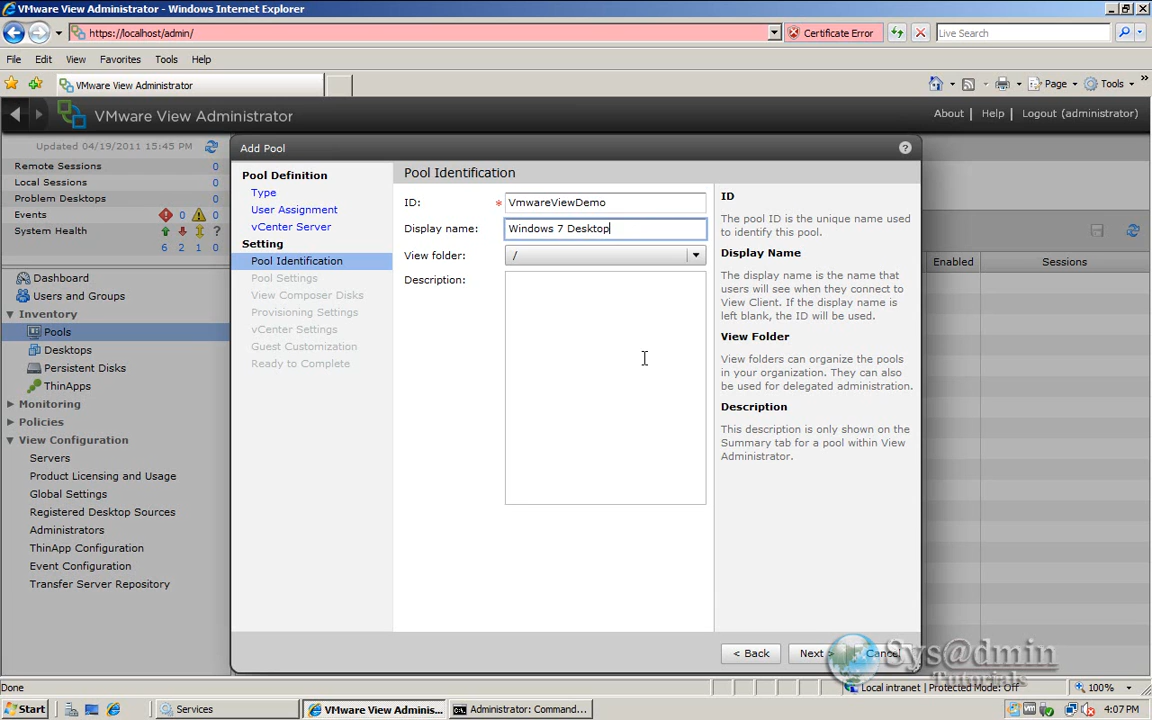 VMware View Administrator - Windows Internet Explorer
https://localhost/admin/
Certificate Error
Live Search
File Edit View Favorites Tools Help
VMware View Administrator
Page Tools
VMware View Administrator
About Help Logout (administrator)
Updated 04/19/2011 15:45 PM
Remote Sessions 0
Local Sessions 0
Problem Desktops 0
Events 0 0
System Health ?
6 2 1 0
Dashboard
Users and Groups
Inventory
Pools
Desktops
Persistent Disks
ThinApps
Monitoring
Policies
View Configuration
Servers
Product Licensing and Usage
Global Settings
Registered Desktop Sources
Administrators
ThinApp Configuration
Event Configuration
Transfer Server Repository
Add Pool
?
Pool Definition
Type
User Assignment
vCenter Server
Setting
Pool Identification
Pool Settings
View Composer Disks
Provisioning Settings
vCenter Settings
Guest Customization
Ready to Complete
Pool Identification
ID: * VmwareViewDemo
Display name: Windows 7 Desktop
View folder: /
Description:
ID
The pool ID is the unique name used
to identify this pool.
Display Name
The display name is the name that
users will see when they connect to
View Client. If the display name is
left blank, the ID will be used.
View Folder
View folders can organize the pools
in your organization. They can also
be used for delegated administration.
Description
This description is only shown on the
Summary tab for a pool within View
Administrator.
Enabled Sessions
< Back Next > Cancel
Sys@dmin
Tutorials
Done
Local intranet | Protected Mode: Off
100%
Start
Services
VMware View Adminis...
Administrator: Command...
4:07 PM